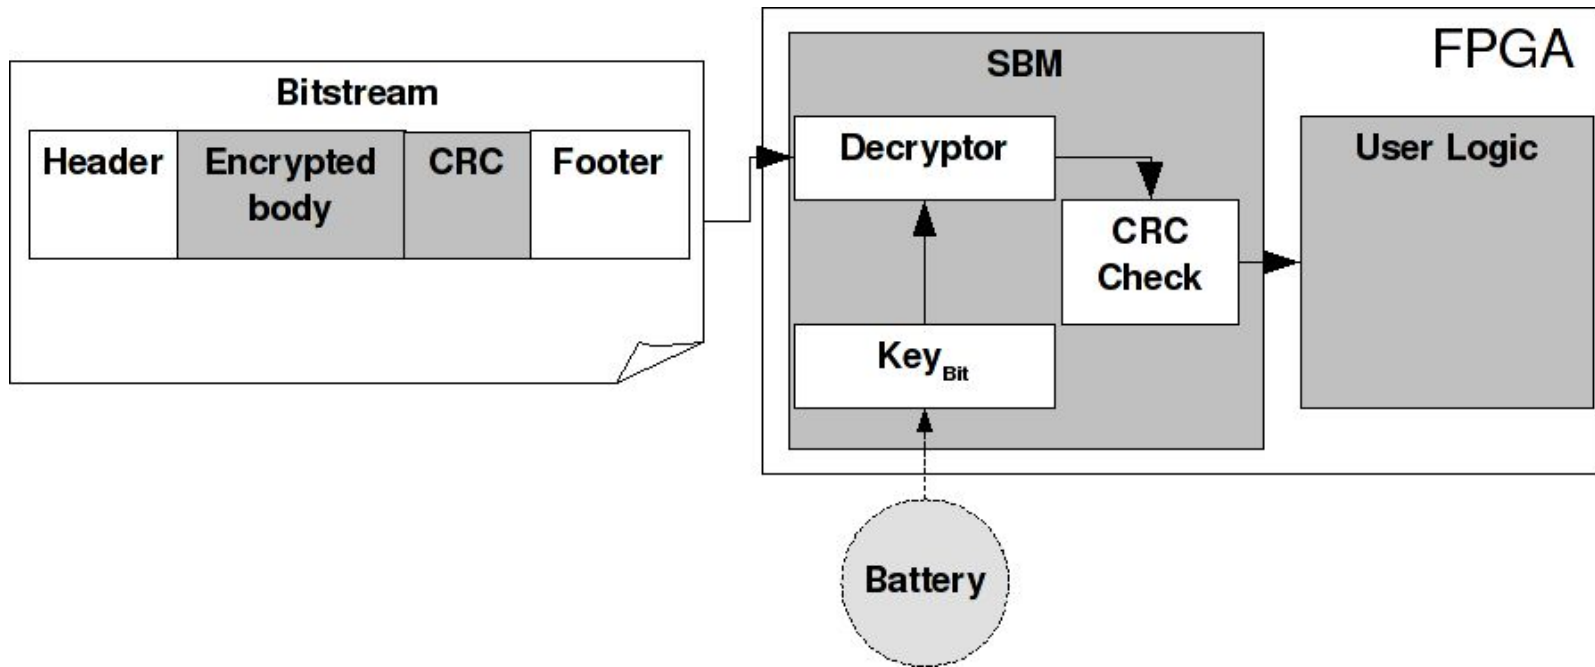 FPGA
SBM
Bitstream
Header
Encrypted
body
CRC
Footer
Decryptor
User Logic
CRC
Check
Key Bit
Battery